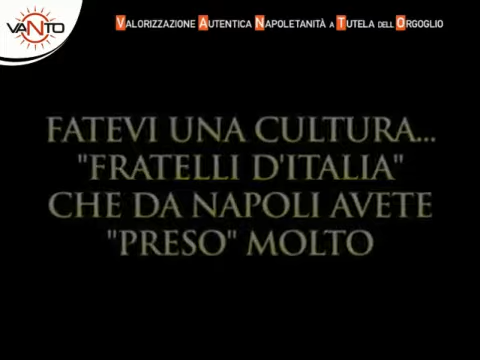 VANTO
VALORIZZAZIONE AUTENTICA NAPOLETANITÀ A TUTELA DELL'ORGOGLIO
FATEVI UNA CULTURA...
"FRATELLI D'ITALIA"
CHE DA NAPOLI AVETE
"PRESO" MOLTO